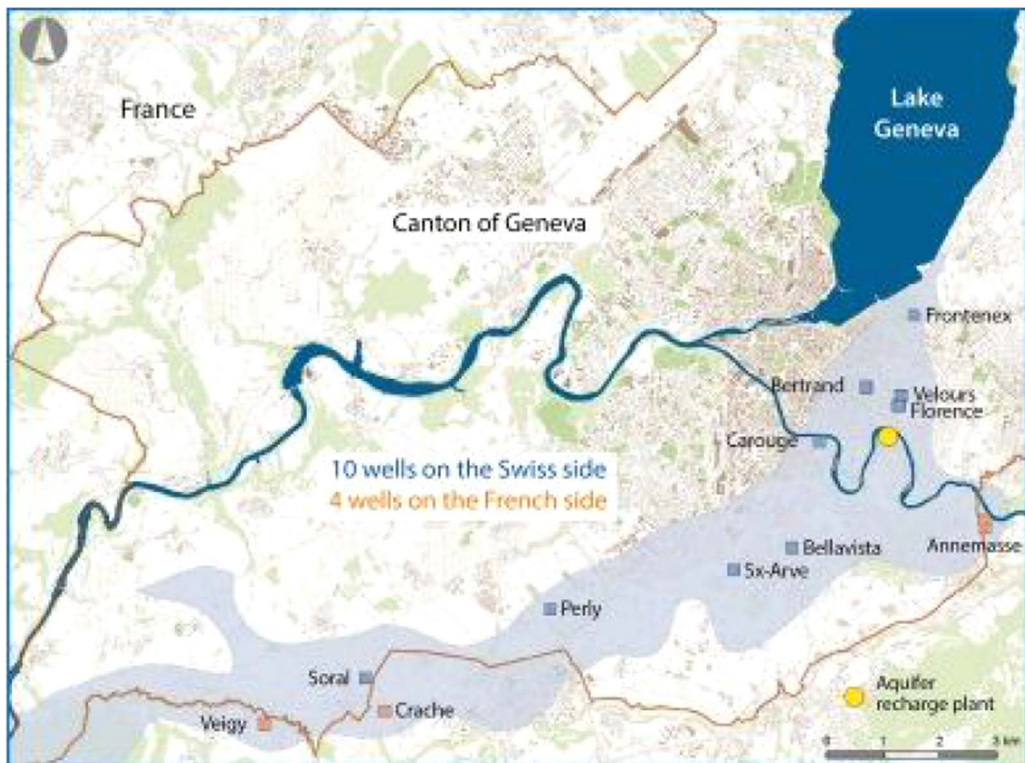 France
Lake
Geneva
Canton of Geneva
Frontenex
Bertrand
Velours
Florence
Carouge
10 wells on the Swiss side
4 wells on the French side
Annemasse
Bellavista
Sx-Arve
Perly
Soral
Crache
Veigy
Aquifer
recharge plant
0 1 2 3 km